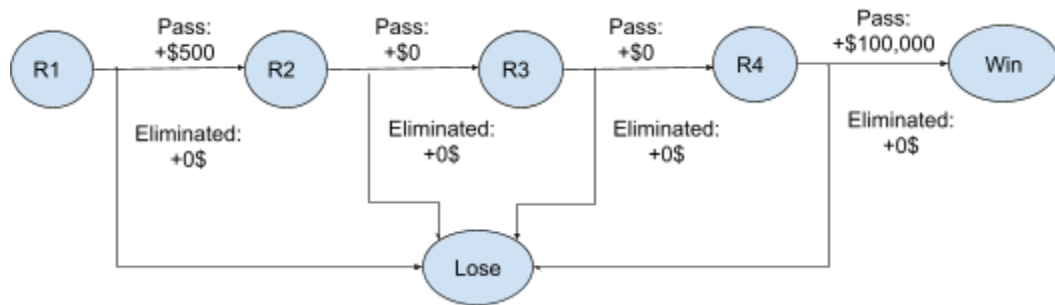 Pass:
+$500
Pass:
+$0
Pass:
+$0
Pass:
+$100,000
R1
R2
R3
R4
Win
Eliminated:
+0$
Eliminated:
+0$
Eliminated:
+0$
Eliminated:
+0$
Lose